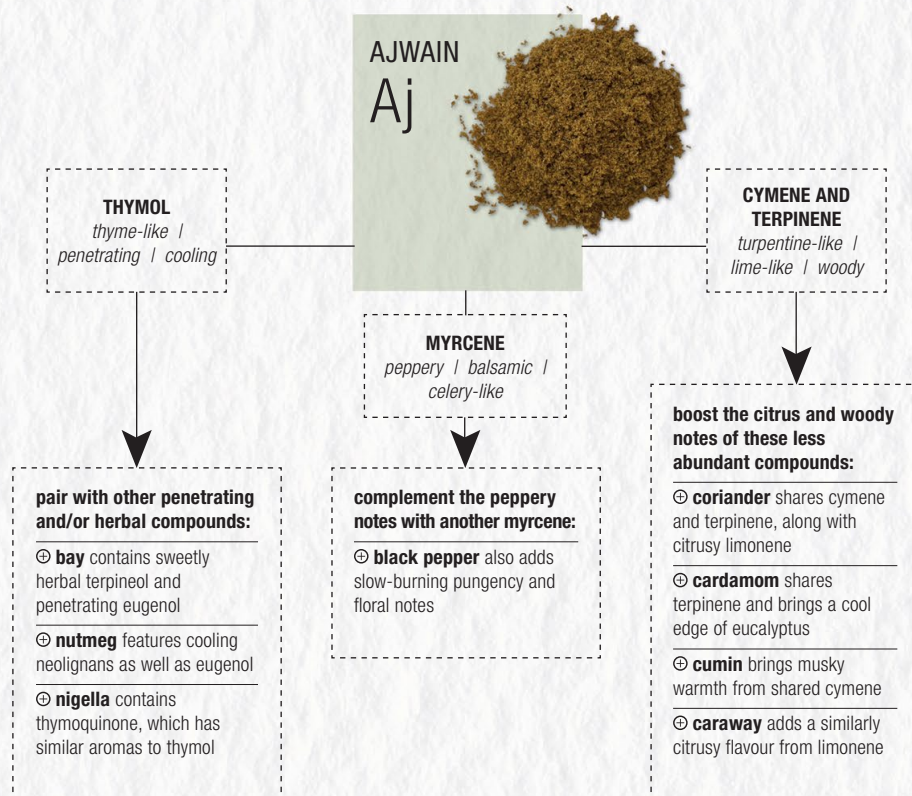 AJWAIN
Aj
THYMOL
thyme-like |
penetrating | cooling
MYRCENE
peppery | balsamic |
celery-like
CYMENE AND
TERPINENE
turpentine-like |
lime-like | woody
pair with other penetrating
and/or herbal compounds:
⊕ bay contains sweetly
herbal terpineol and
penetrating eugenol
⊕ nutmeg features cooling
neolignans as well as eugenol
⊕ nigella contains
thymoquinone, which has
similar aromas to thymol
complement the peppery
notes with another myrcene:
⊕ black pepper also adds
slow-burning pungency and
floral notes
boost the citrus and woody
notes of these less
abundant compounds:
⊕ coriander shares cymene
and terpinene, along with
citrusy limonene
⊕ cardamom shares
terpinene and brings a cool
edge of eucalyptus
⊕ cumin brings musky
warmth from shared cymene
⊕ caraway adds a similarly
citrusy flavour from limonene